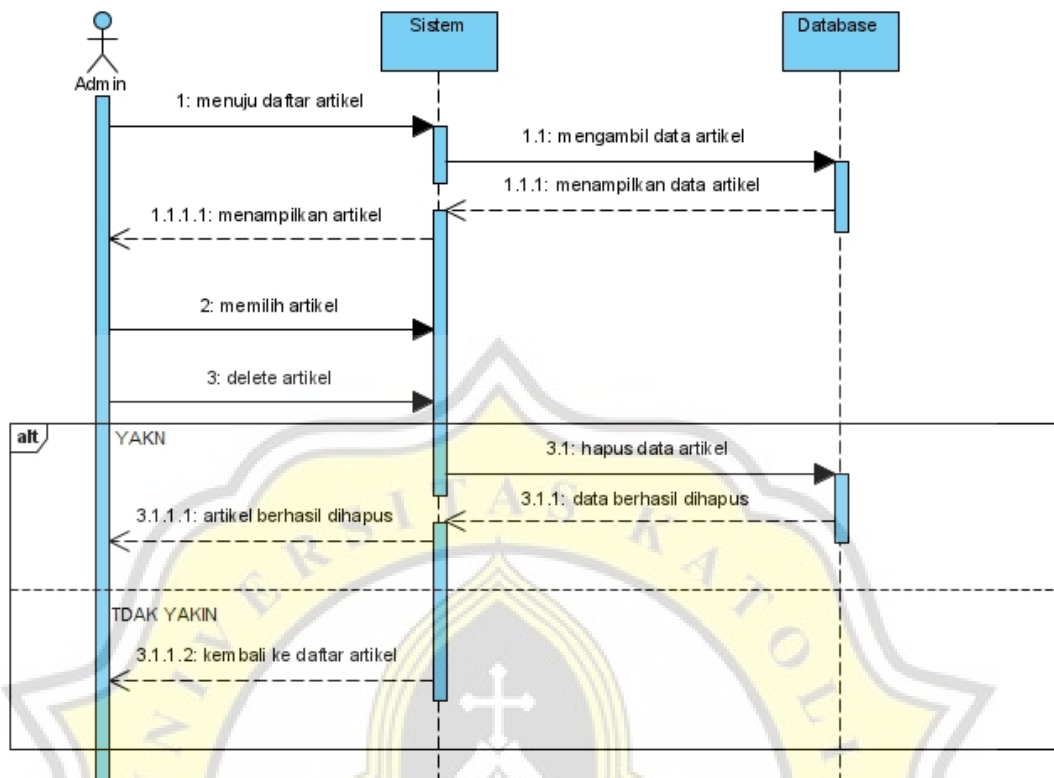 Sistem
Database
Admin
1: menuju daftar artikel
1.1: mengambil data artikel
1.1.1: menampilkan data artikel
1.1.1.1: menampilkan artikel
2: memilih artikel
3: delete artikel
alt
YAKN
3.1: hapus data artikel
3.1.1: data berhasil dihapus
3.1.1.1: artikel berhasil dihapus
TDAK YAKIN
3.1.1.2: kembali ke daftar artikel
UNIVERSITAS KATOLI